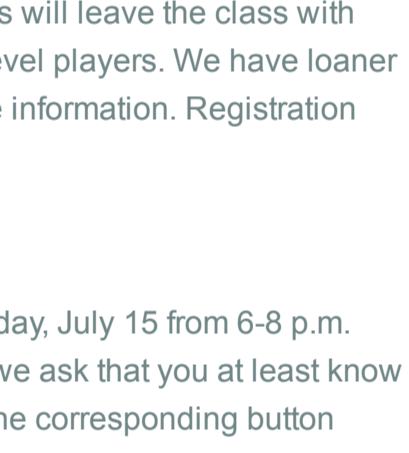 s will leave the class with
evel players. We have loaner
information. Registration
day, July 15 from 6-8 p.m.
we ask that you at least know
he corresponding button